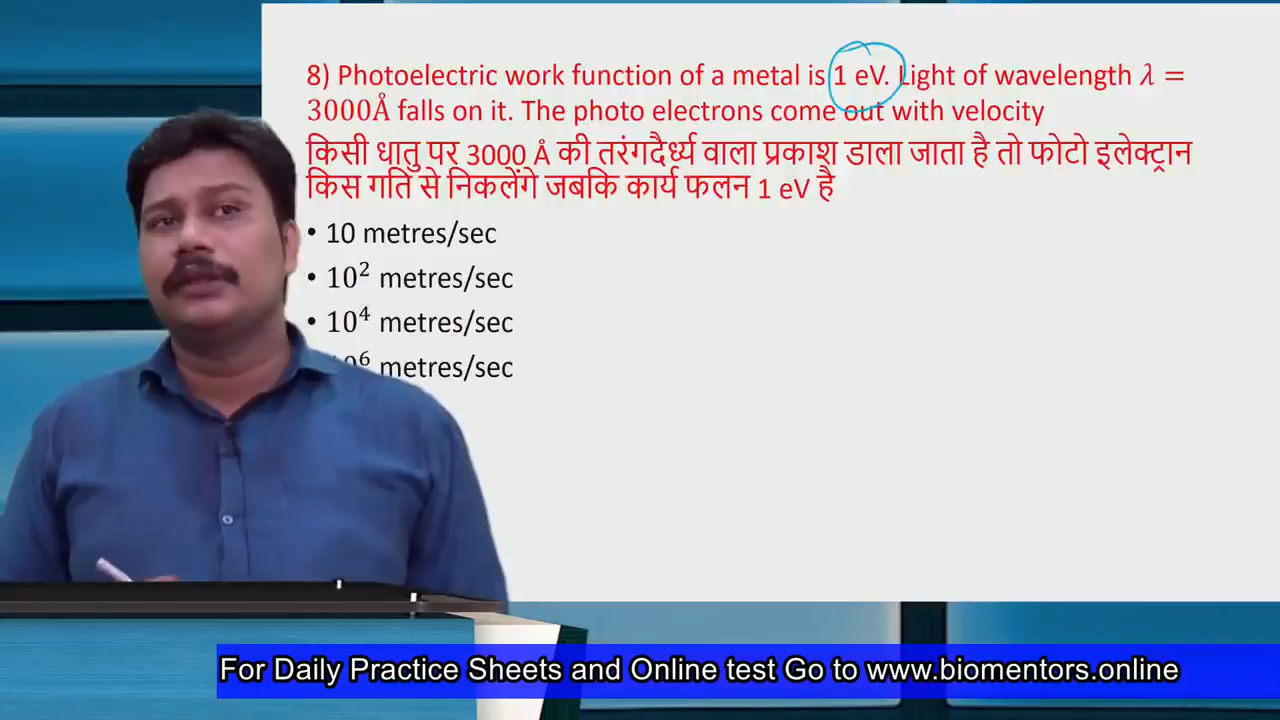 8) Photoelectric work function of a metal is 1 eV. Light of wavelength λ =
3000Å falls on it. The photo electrons come out with velocity
किसी धातु पर 3000 Å की तरंगदैर्ध्य वाला प्रकाश डाला जाता है तो फोटो इलेक्ट्रान
किस गति से निकलेंगे जबकि कार्य फलन 1 eV है
• 10 metres/sec
• 10² metres/sec
• 10⁴ metres/sec
0⁶ metres/sec
For Daily Practice Sheets and Online test Go to www.biomentors.online